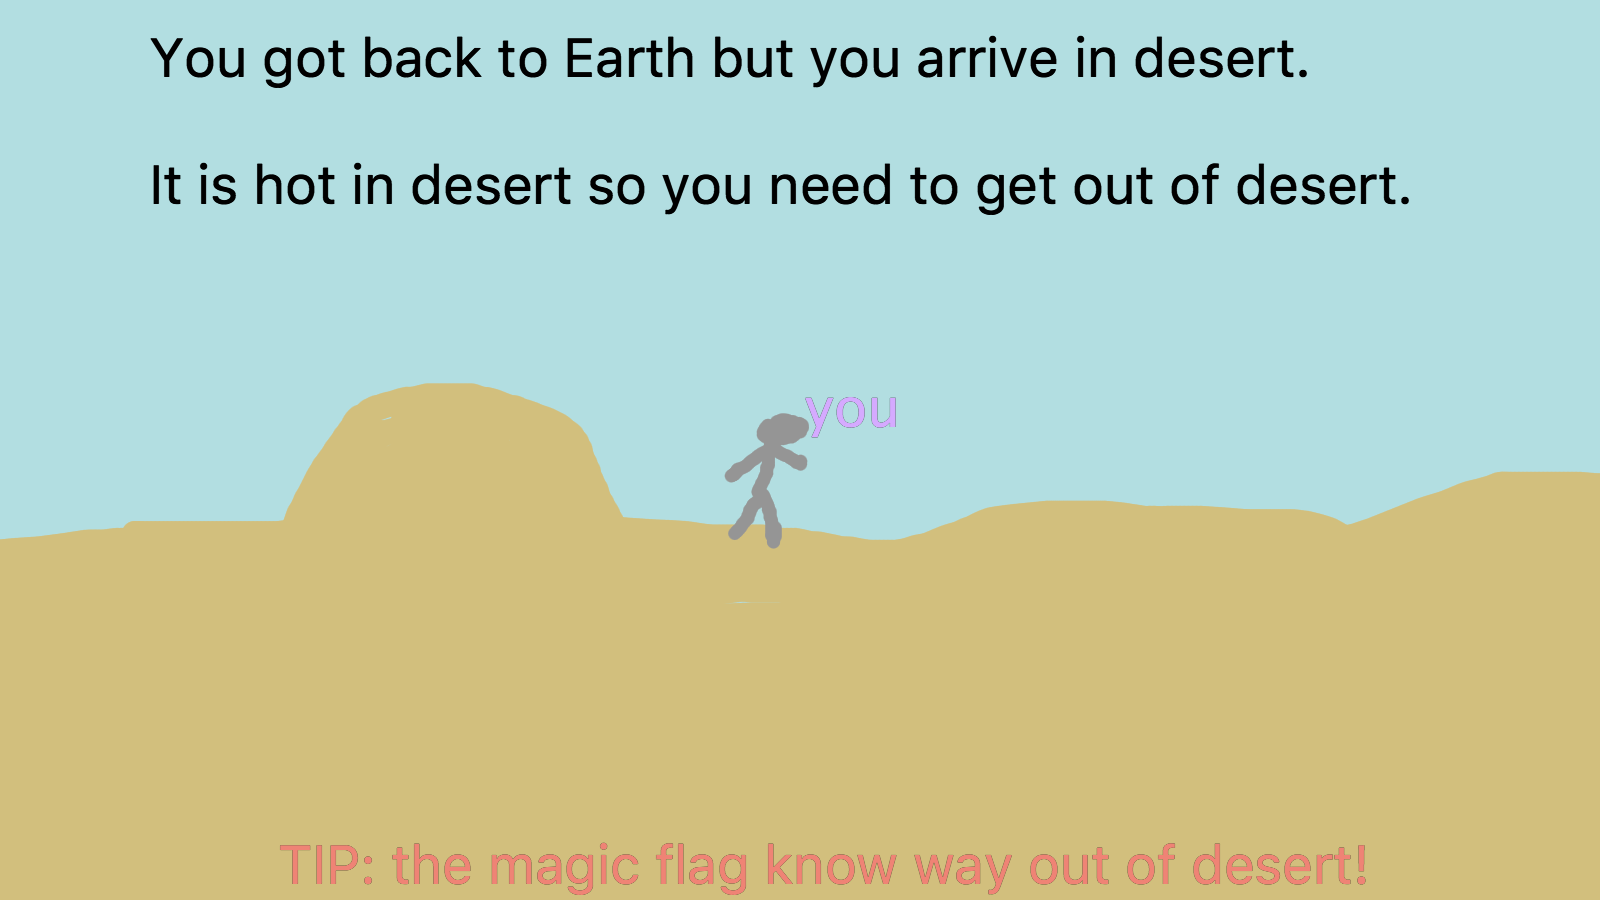 You got back to Earth but you arrive in desert.
It is hot in desert so you need to get out of desert.
you
TIP: the magic flag know way out of desert!